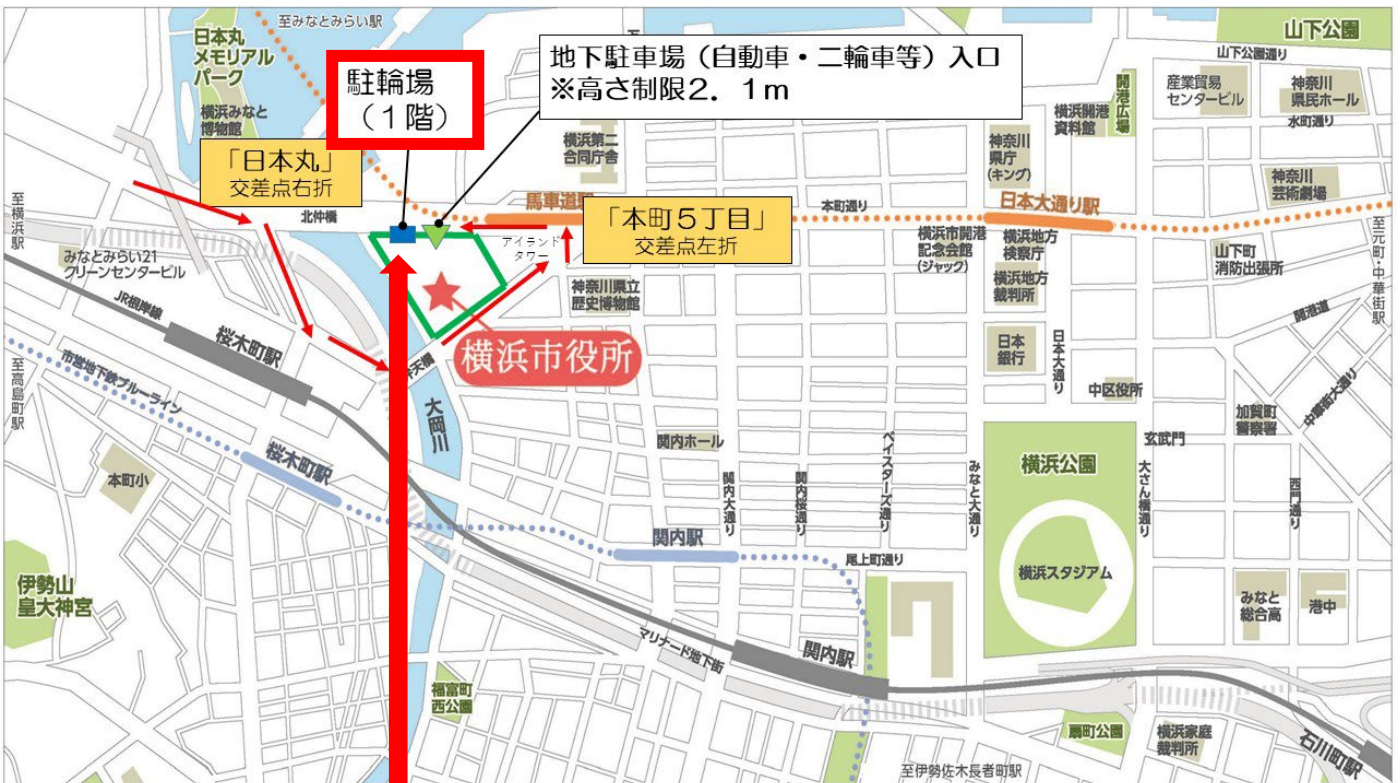 至みなとみらい駅
日本丸
メモリアル
パーク
横浜みなと
博物館
駐輪場
(1階)
地下駐車場(自動車・二輪車等)入口
※高さ制限2.1m
山下公園
山下公園通り
産業貿易
センタービル
神奈川
県民ホール
水町通り
開港広場
横浜開港
資料館
横浜第二
合同庁舎
神奈川
県庁
(キング)
神奈川
芸術劇場
「日本丸」
交差点右折
至横浜駅
北仲橋
馬車道駅
「本町5丁目」
交差点左折
本町通り
日本大通り駅
アイランド
タワー
横浜市開港
記念会館
(ジャック)
横浜地方
検察庁
横浜地方
裁判所
山下町
消防出張所
至元町・中華街駅
みなとみらい21
グリーンセンタービル
神奈川県立
歴史博物館
JR根岸線
桜木町駅
横浜市役所
弁天橋
日本
銀行
日本大通り
開港道
至高島町駅
市営地下鉄ブルーライン
大岡川
中区役所
加賀町
警察署
中華街大通り
桜木町駅
本町小
関内ホール
関内大通り
関内桜通り
ベイスターズ通り
みなと大通り
横浜公園
玄武門
大さん橋通り
西門通り
関内駅
尾上町通り
横浜スタジアム
伊勢山
皇大神宮
みなと
総合高
港中
マリナード地下街
関内駅
福富町
西公園
扇町公園
横浜家庭
裁判所
石川町駅
至伊勢佐木長者町駅